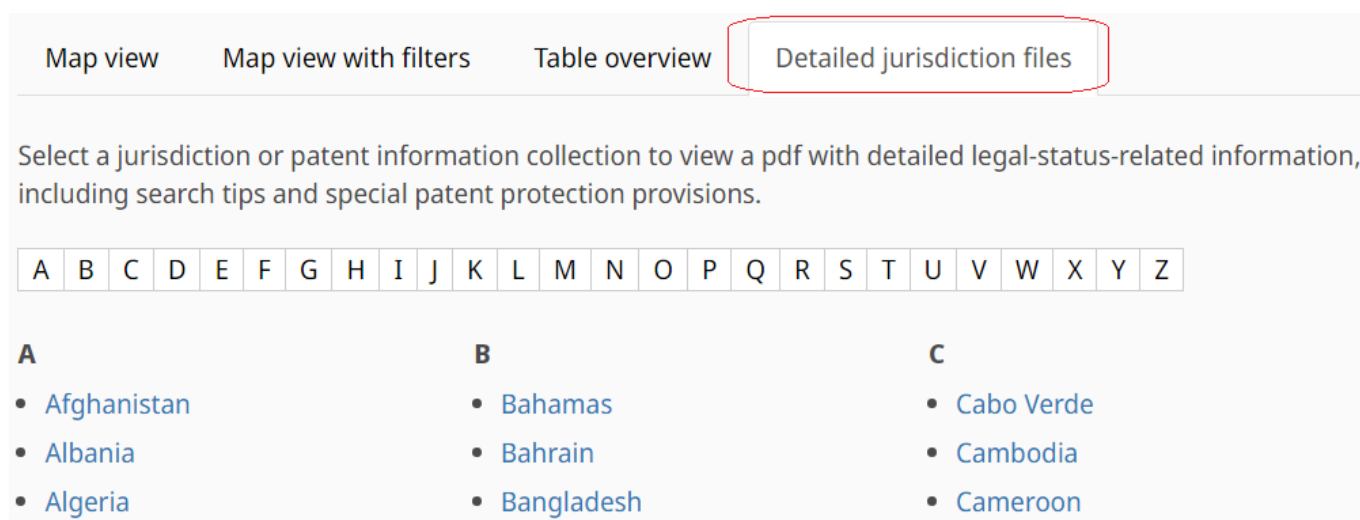 Map view Map view with filters Table overview Detailed jurisdiction files
Select a jurisdiction or patent information collection to view a pdf with detailed legal-status-related information,
including search tips and special patent protection provisions.
A B C D E F G H I J K L M N O P Q R S T U V W X Y Z
A B C
Afghanistan Bahamas Cabo Verde
Albania Bahrain Cambodia
Algeria Bangladesh Cameroon